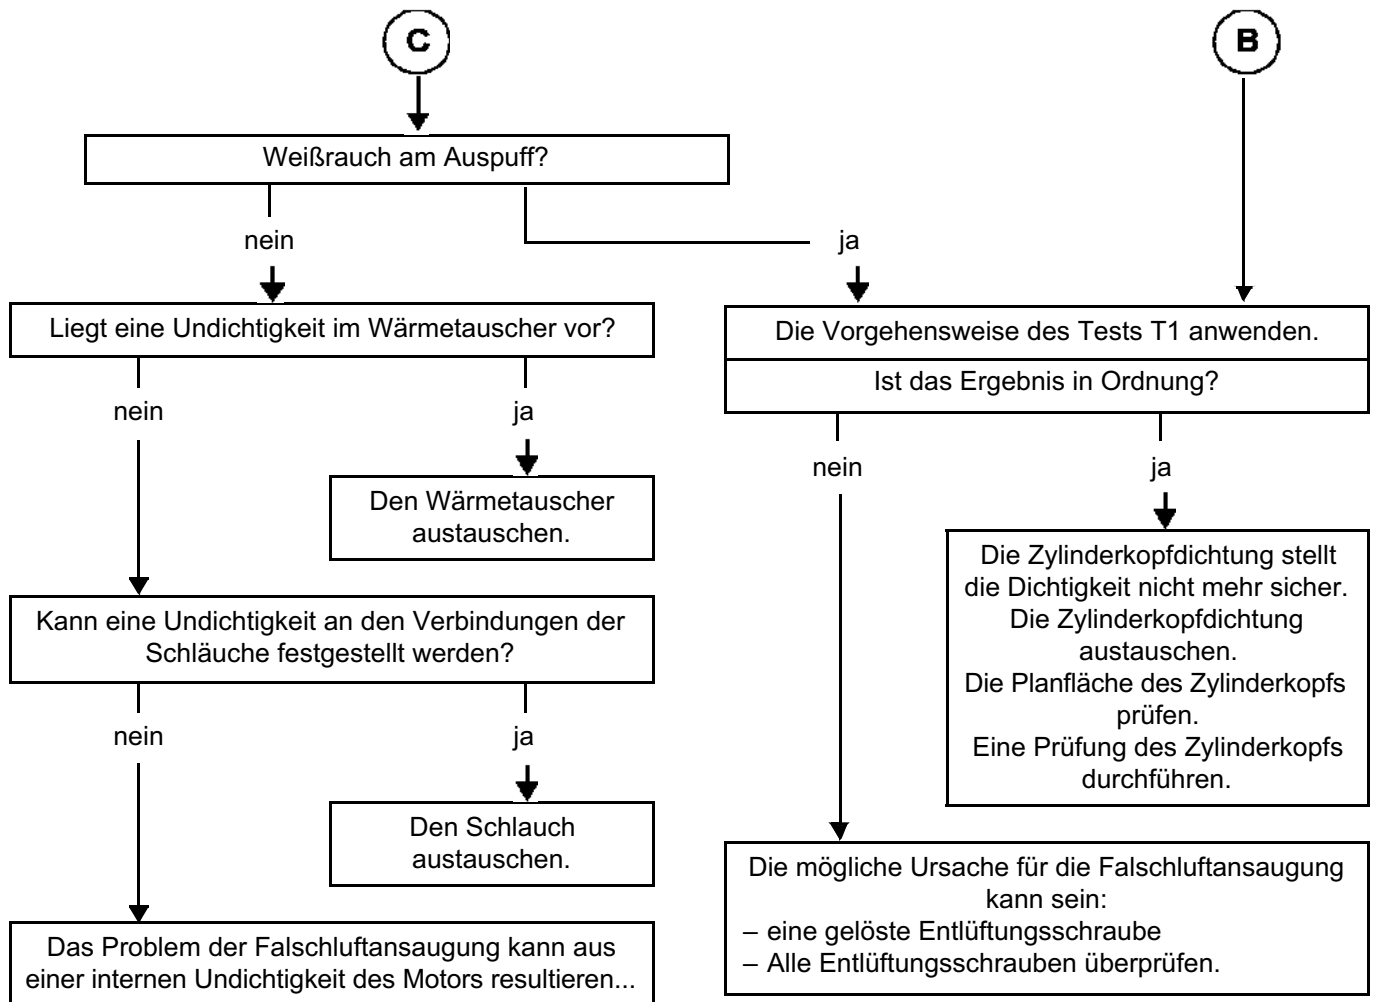 C
B
Weißrauch am Auspuff?
nein
ja
Liegt eine Undichtigkeit im Wärmetauscher vor?
Die Vorgehensweise des Tests T1 anwenden.
Ist das Ergebnis in Ordnung?
nein
ja
nein
ja
Den Wärmetauscher
austauschen.
Die Zylinderkopfdichtung stellt
die Dichtigkeit nicht mehr sicher.
Die Zylinderkopfdichtung
austauschen.
Die Planfläche des Zylinderkopfs
prüfen.
Eine Prüfung des Zylinderkopfs
durchführen.
Kann eine Undichtigkeit an den Verbindungen der
Schläuche festgestellt werden?
nein
ja
Den Schlauch
austauschen.
Die mögliche Ursache für die Falschluftansaugung
kann sein:
– eine gelöste Entlüftungsschraube
– Alle Entlüftungsschrauben überprüfen.
Das Problem der Falschluftansaugung kann aus
einer internen Undichtigkeit des Motors resultieren...